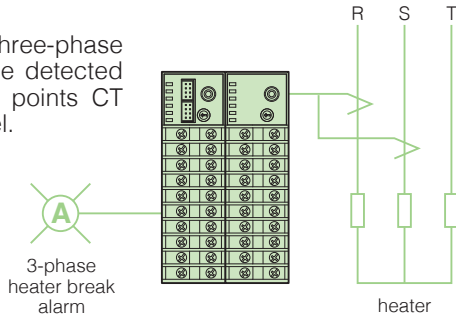 hree-phase
e detected
points CT
el.
R S T
A
3-phase
heater break
alarm
heater